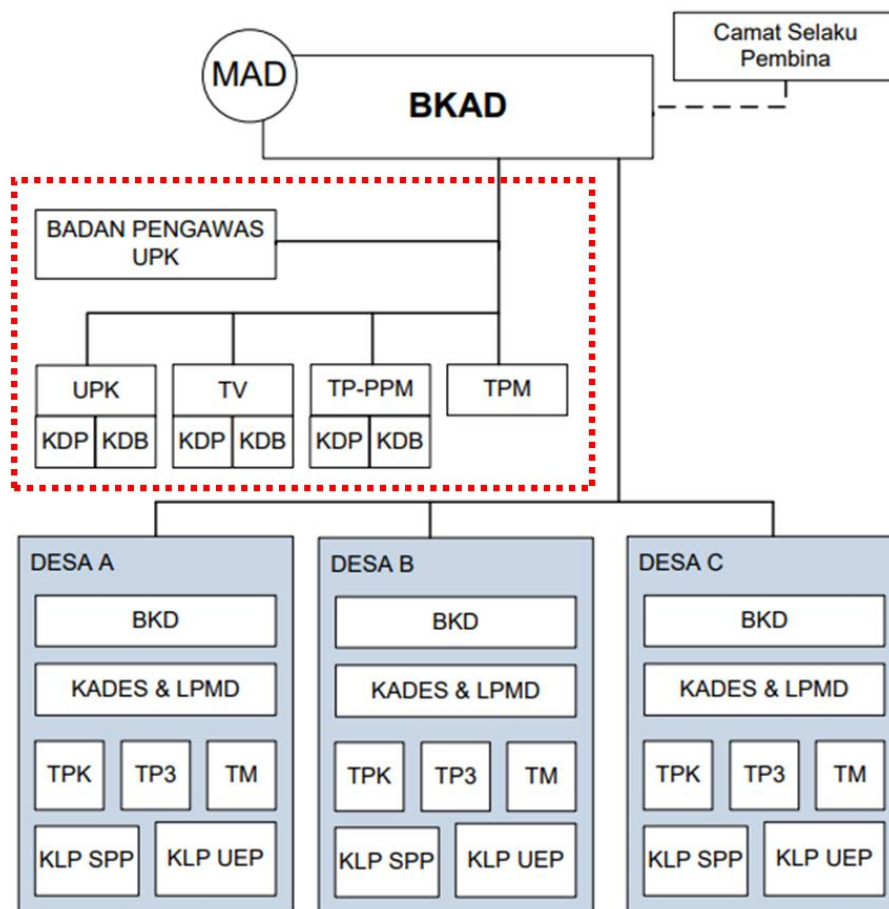 Camat Selaku
Pembina
MAD
BKAD
BADAN PENGAWAS
UPK
UPK
TV
TP-PPM
TPM
KDP
KDB
KDP
KDB
KDP
KDB
DESA A
BKD
KADES & LPMD
TPK
TP3
TM
KLP SPP
KLP UEP
DESA B
BKD
KADES & LPMD
TPK
TP3
TM
KLP SPP
KLP UEP
DESA C
BKD
KADES & LPMD
TPK
TP3
TM
KLP SPP
KLP UEP